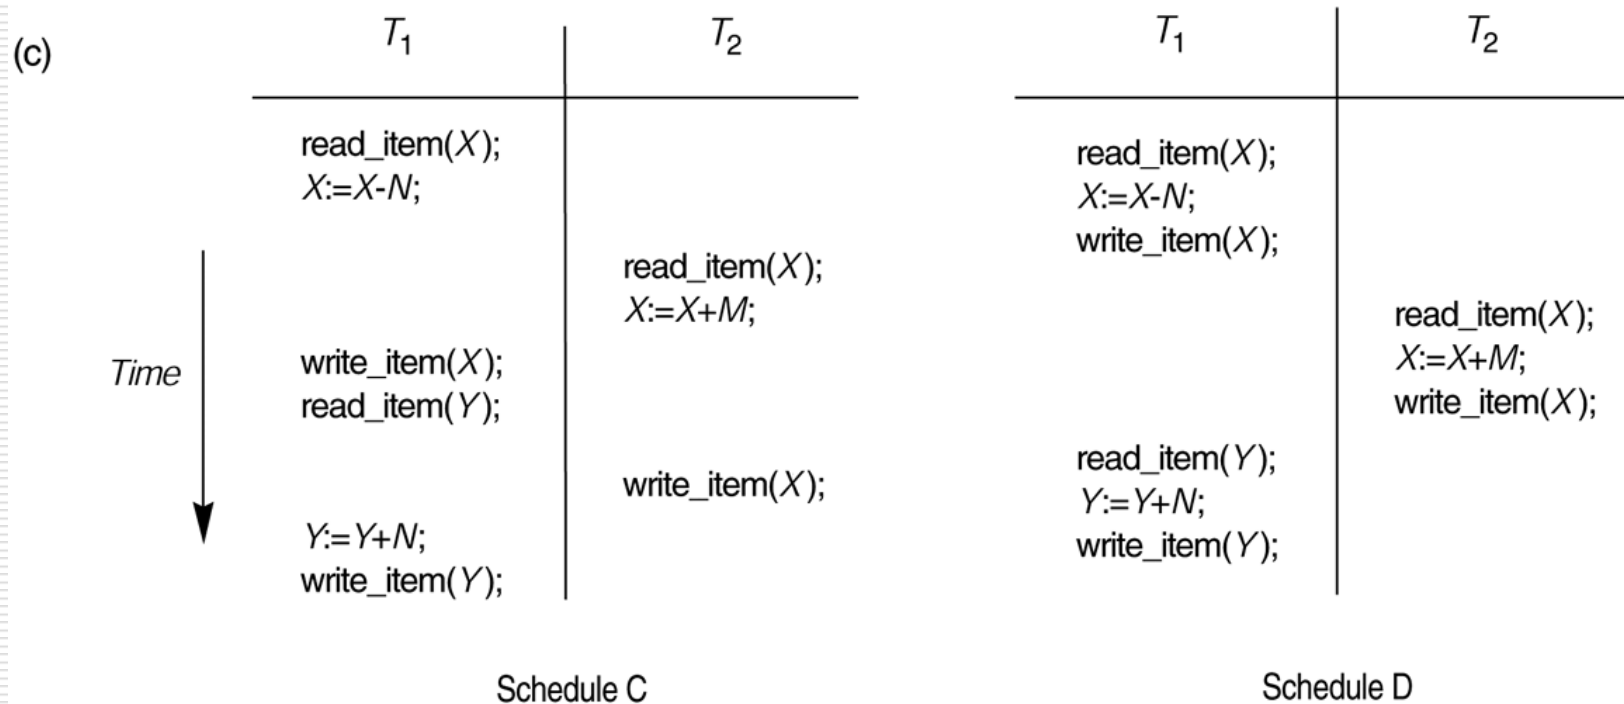 (c)
T1
T2
read_item(X);
X:=X-N;
read_item(X);
X:=X+M;
Time
write_item(X);
read_item(Y);
write_item(X);
Y:=Y+N;
write_item(Y);
Schedule C
T1
T2
read_item(X);
X:=X-N;
write_item(X);
read_item(X);
X:=X+M;
write_item(X);
read_item(Y);
Y:=Y+N;
write_item(Y);
Schedule D